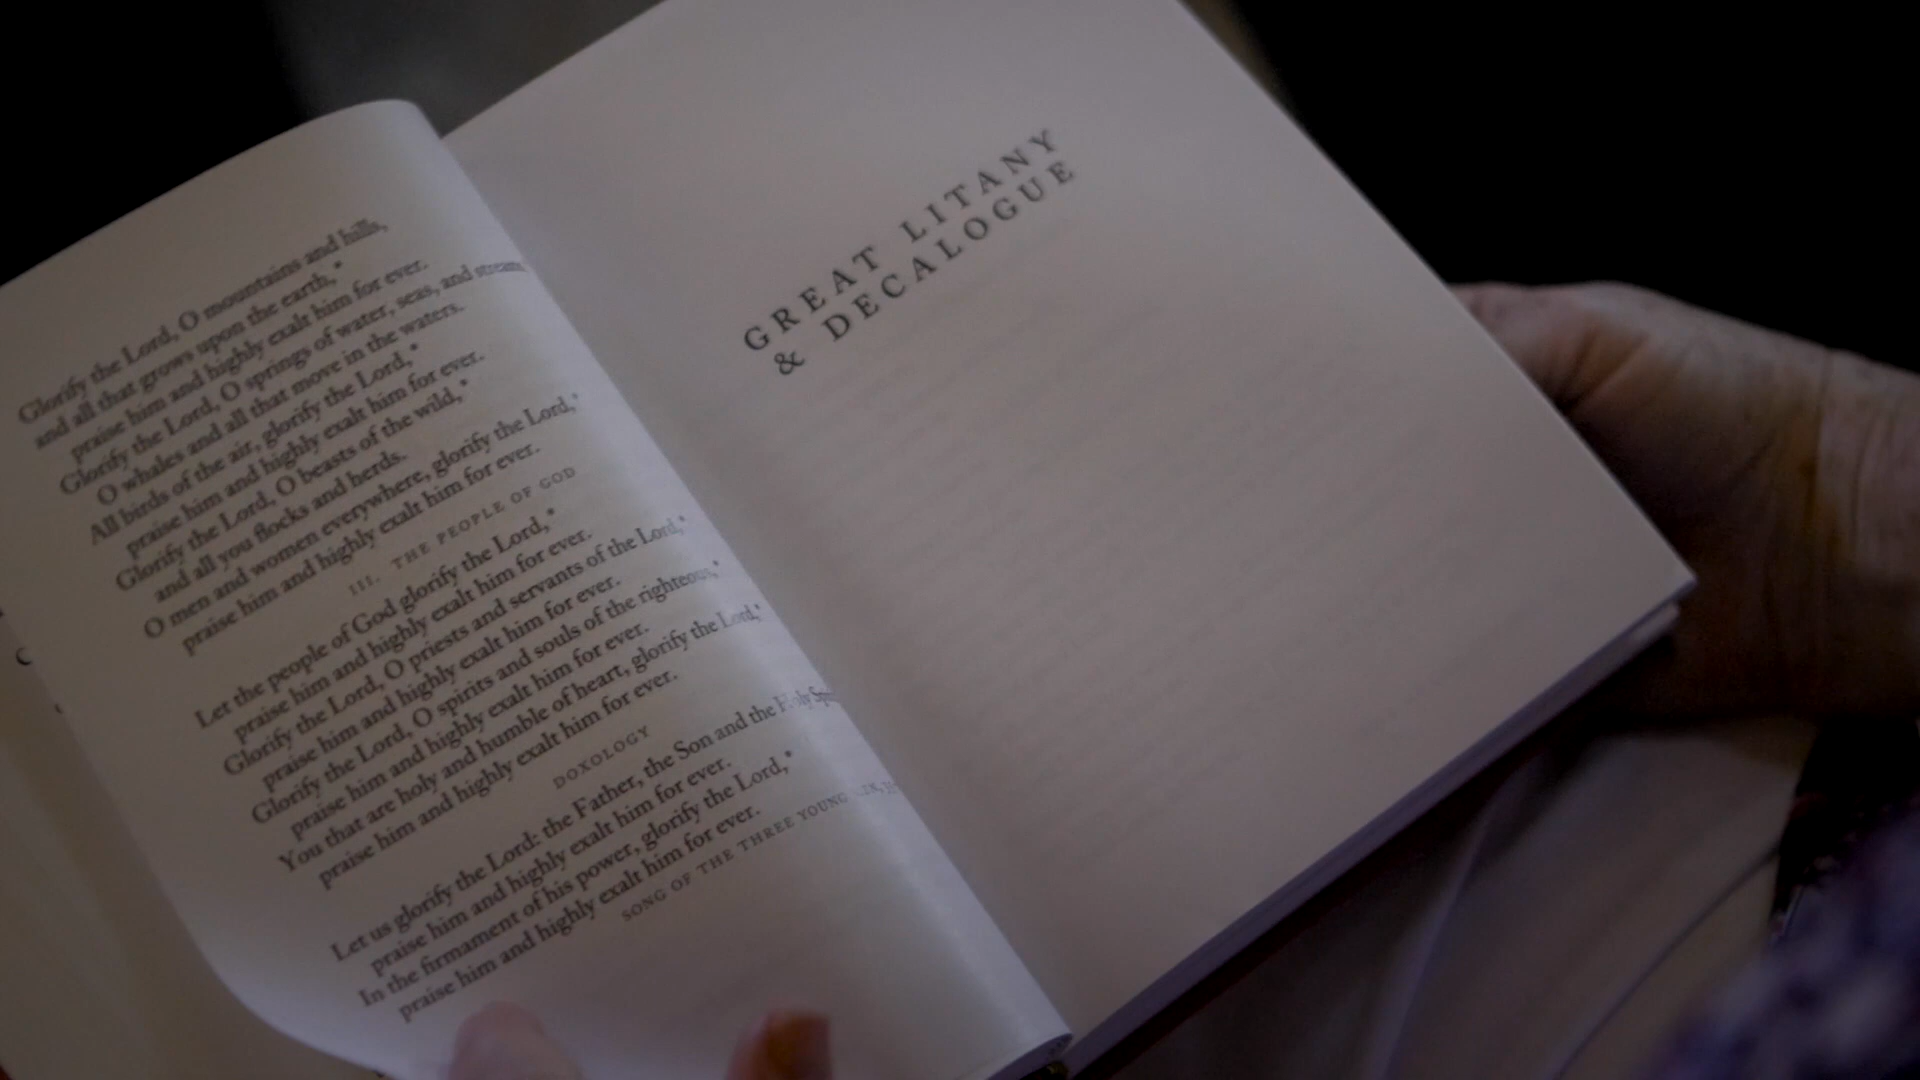 Glorify the Lord, O mountains and hills,
and all that grows upon the earth,*
praise him and highly exalt him for ever.
Glorify the Lord, O springs of water, seas, and streams
O whales and all that move in the waters.
All birds of the air, glorify the Lord,*
praise him and highly exalt him for ever.
Glorify the Lord, O beasts of the wild,*
and all you flocks and herds.
O men and women everywhere, glorify the Lord,*
praise him and highly exalt him for ever.
III. THE PEOPLE OF GOD
Let the people of God glorify the Lord,*
praise him and highly exalt him for ever.
Glorify the Lord, O priests and servants of the Lord,*
praise him and highly exalt him for ever.
Glorify the Lord, O spirits and souls of the righteous,*
praise him and highly exalt him for ever.
You that are holy and humble of heart, glorify the Lord,*
praise him and highly exalt him for ever.
DOXOLOGY
Let us glorify the Lord: the Father, the Son and the Holy
praise him and highly exalt him for ever.
In the firmament of his power, glorify the Lord,*
praise him and highly exalt him for ever.
SONG OF THE THREE YOUNG
GREAT LITANY
& DECALOGUE